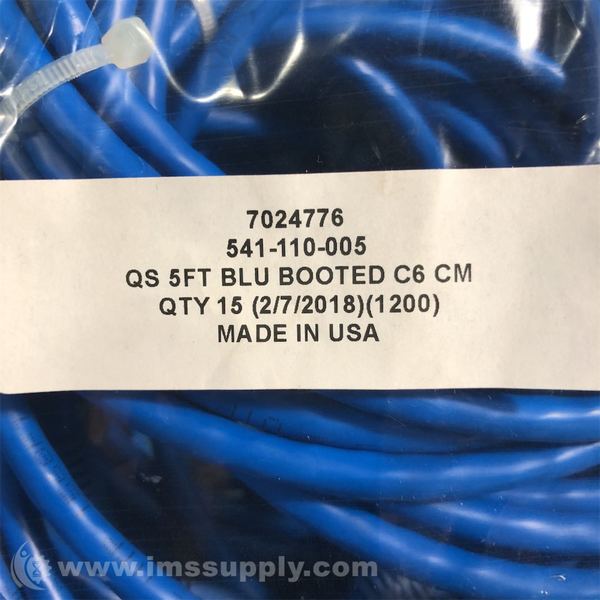 7024776
541-110-005
QS 5FT BLU BOOTED C6 CM
QTY 15 (2/7/2018)(1200)
MADE IN USA
www.imssupply.com